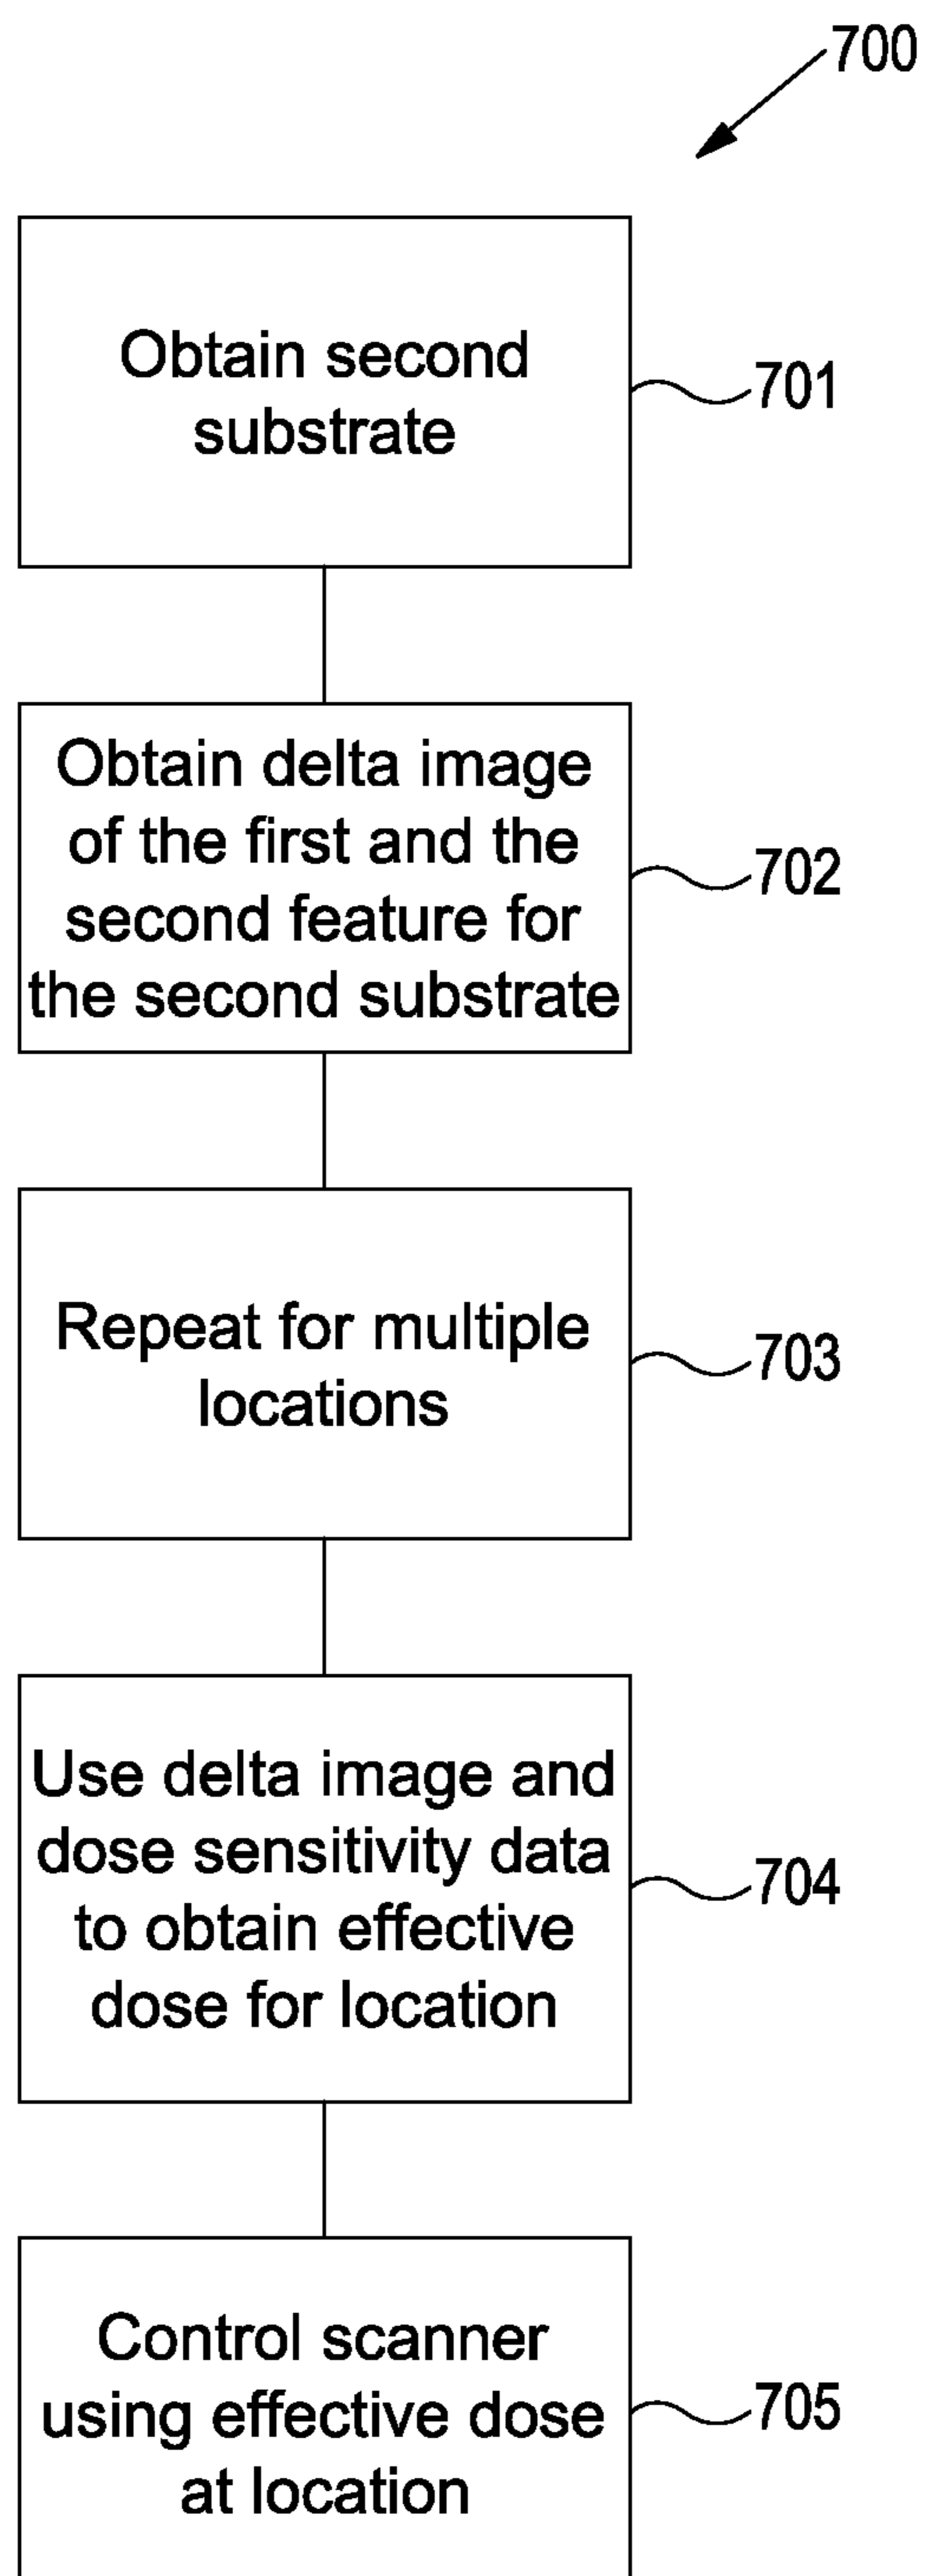 700
Obtain second
substrate
701
Obtain delta image
of the first and the
second feature for
the second substrate
702
Repeat for multiple
locations
703
Use delta image and
dose sensitivity data
to obtain effective
dose for location
704
Control scanner
using effective dose
at location
705